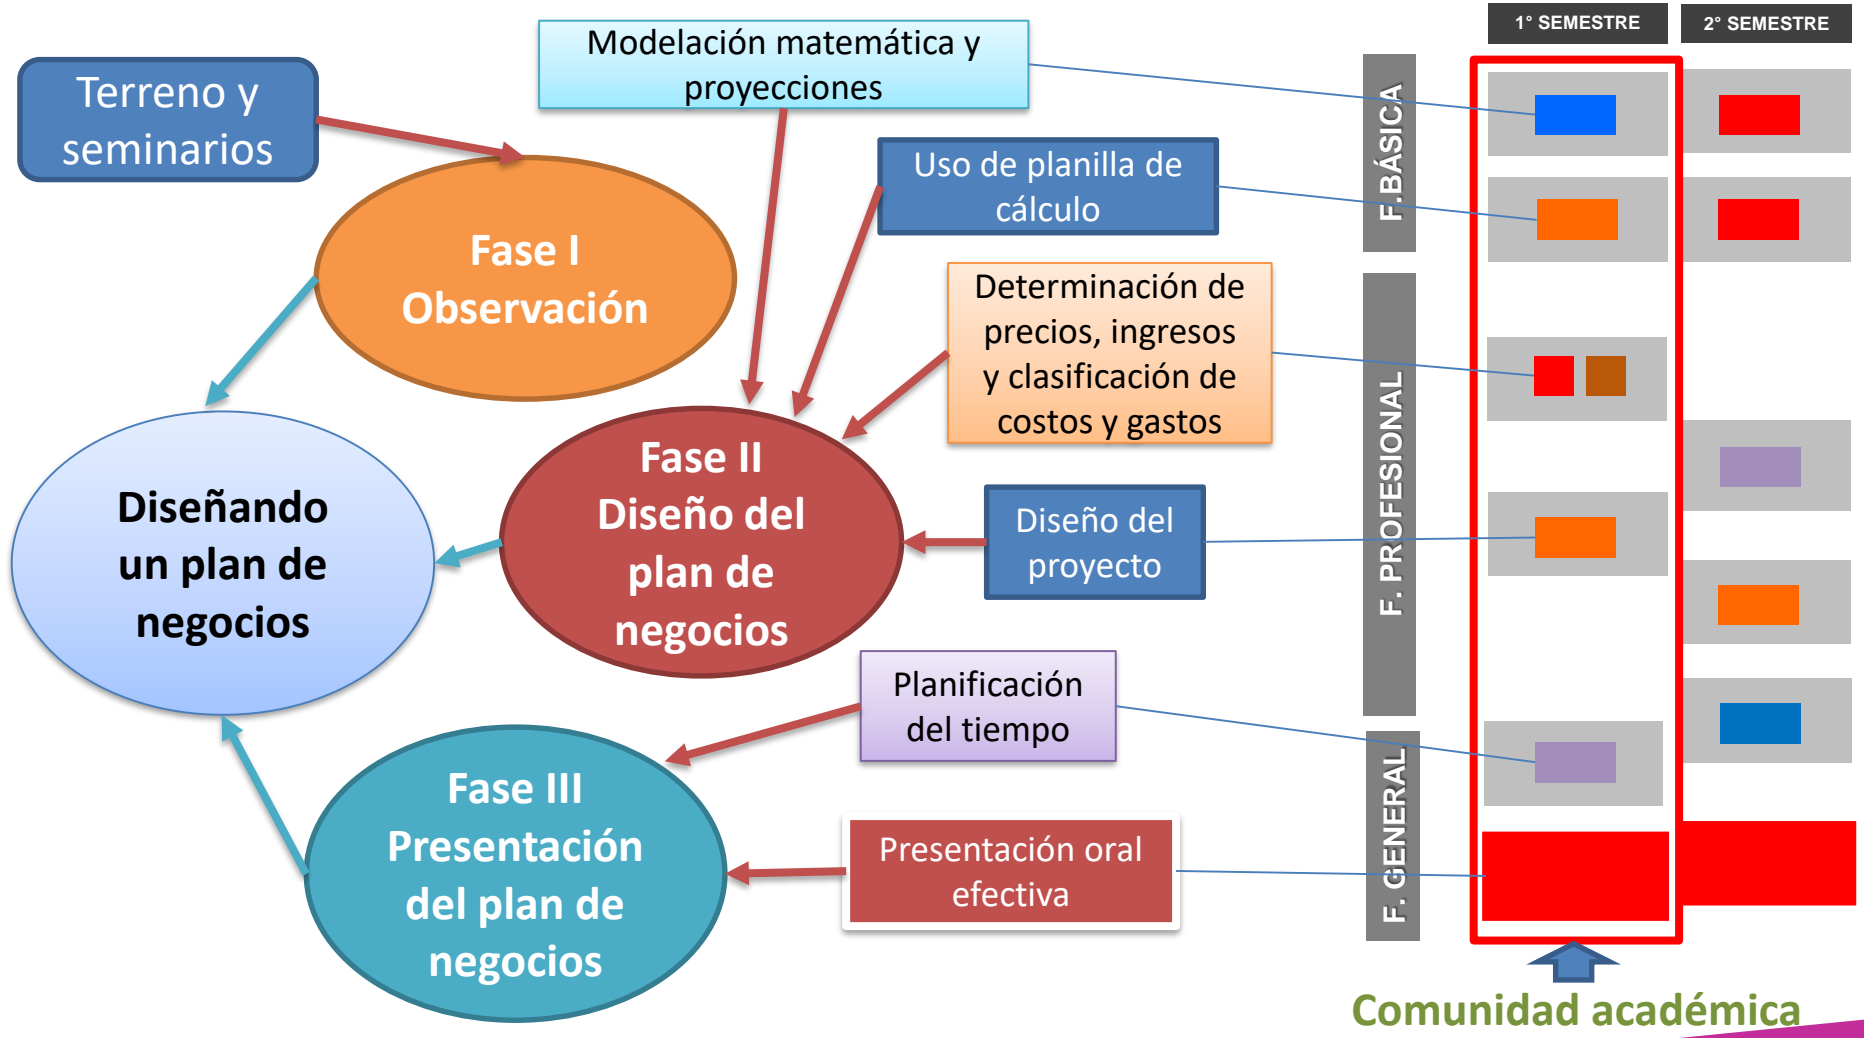 1° SEMESTRE
2° SEMESTRE
Modelación matemática y
proyecciones
Terreno y
seminarios
Uso de planilla de
cálculo
F.BÁSICA
Fase I
Observación
Determinación de
precios, ingresos
y clasificación de
costos y gastos
F. PROFESIONAL
Fase II
Diseño del
plan de
negocios
Diseñando
un plan de
negocios
Diseño del
proyecto
Planificación
del tiempo
Fase III
Presentación
del plan de
negocios
Presentación oral
efectiva
F. GENERAL
Comunidad académica